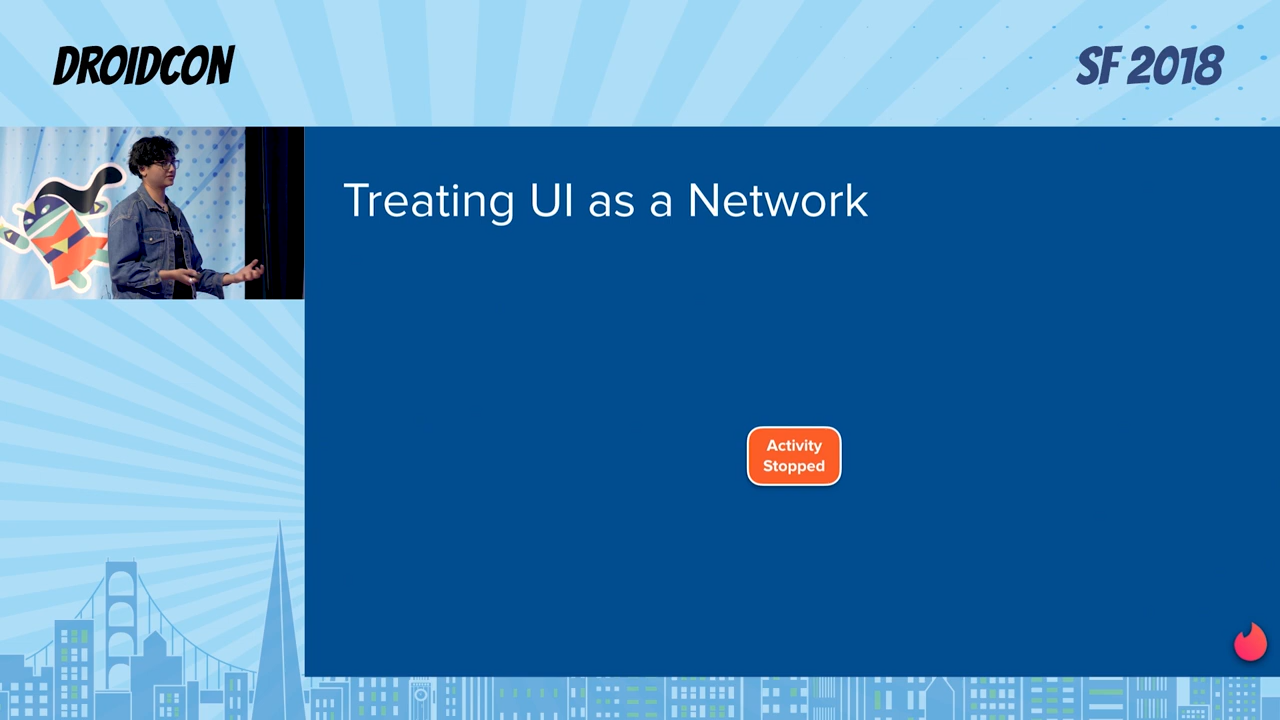 DROIDCON
SF 2018
Treating UI as a Network
Activity
Stopped